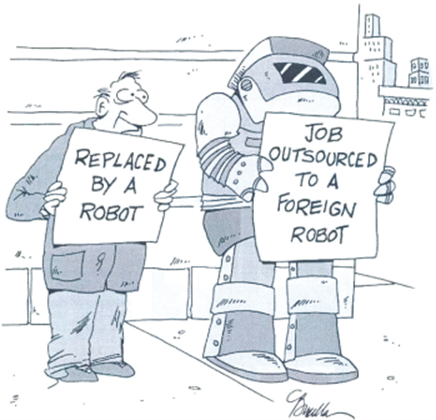 REPLACED
BY A
ROBOT
JOB
OUTSOURCED
TO A
FOREIGN
ROBOT